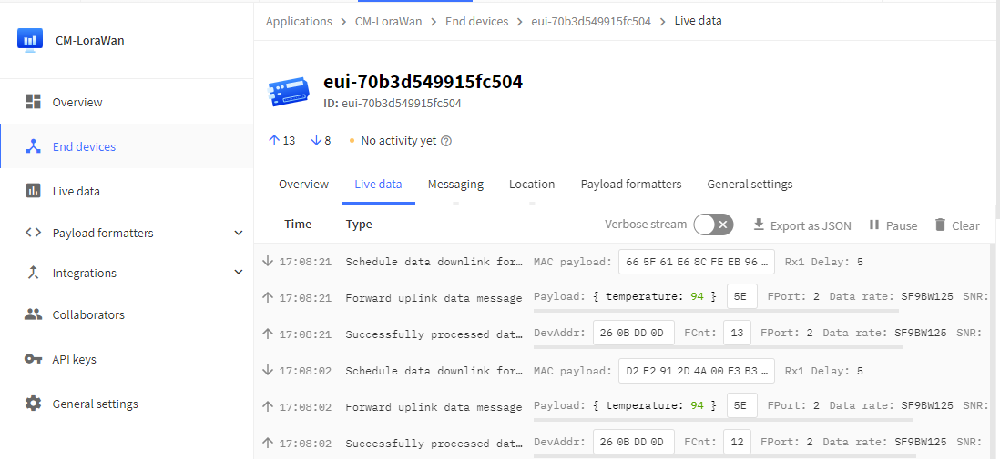 Applications > CM-LoraWan > End devices > eui-70b3d549915fc504 > Live data
CM-LoraWan
eui-70b3d549915fc504
ID: eui-70b3d549915fc504
Overview
End devices
Live data
Payload formatters
Integrations
Collaborators
API keys
General settings
↑ 13 ↓ 8 • No activity yet
Overview Live data Messaging Location Payload formatters General settings
Time Type Verbose stream Export as JSON Pause Clear
↓ 17:08:21 Schedule data downlink for… MAC payload: 66 5F 61 E6 8C FE EB 96 … Rx1 Delay: 5
↑ 17:08:21 Forward uplink data message Payload: { temperature: 94 } 5E FPort: 2 Data rate: SF9BW125 SNR:
↑ 17:08:21 Successfully processed dat… DevAddr: 26 0B DD 0D FCnt: 13 FPort: 2 Data rate: SF9BW125 SNR:
↓ 17:08:02 Schedule data downlink for… MAC payload: D2 E2 91 2D 4A 00 F3 B3 … Rx1 Delay: 5
↑ 17:08:02 Forward uplink data message Payload: { temperature: 94 } 5E FPort: 2 Data rate: SF9BW125 SNR:
↑ 17:08:02 Successfully processed dat… DevAddr: 26 0B DD 0D FCnt: 12 FPort: 2 Data rate: SF9BW125 SNR: